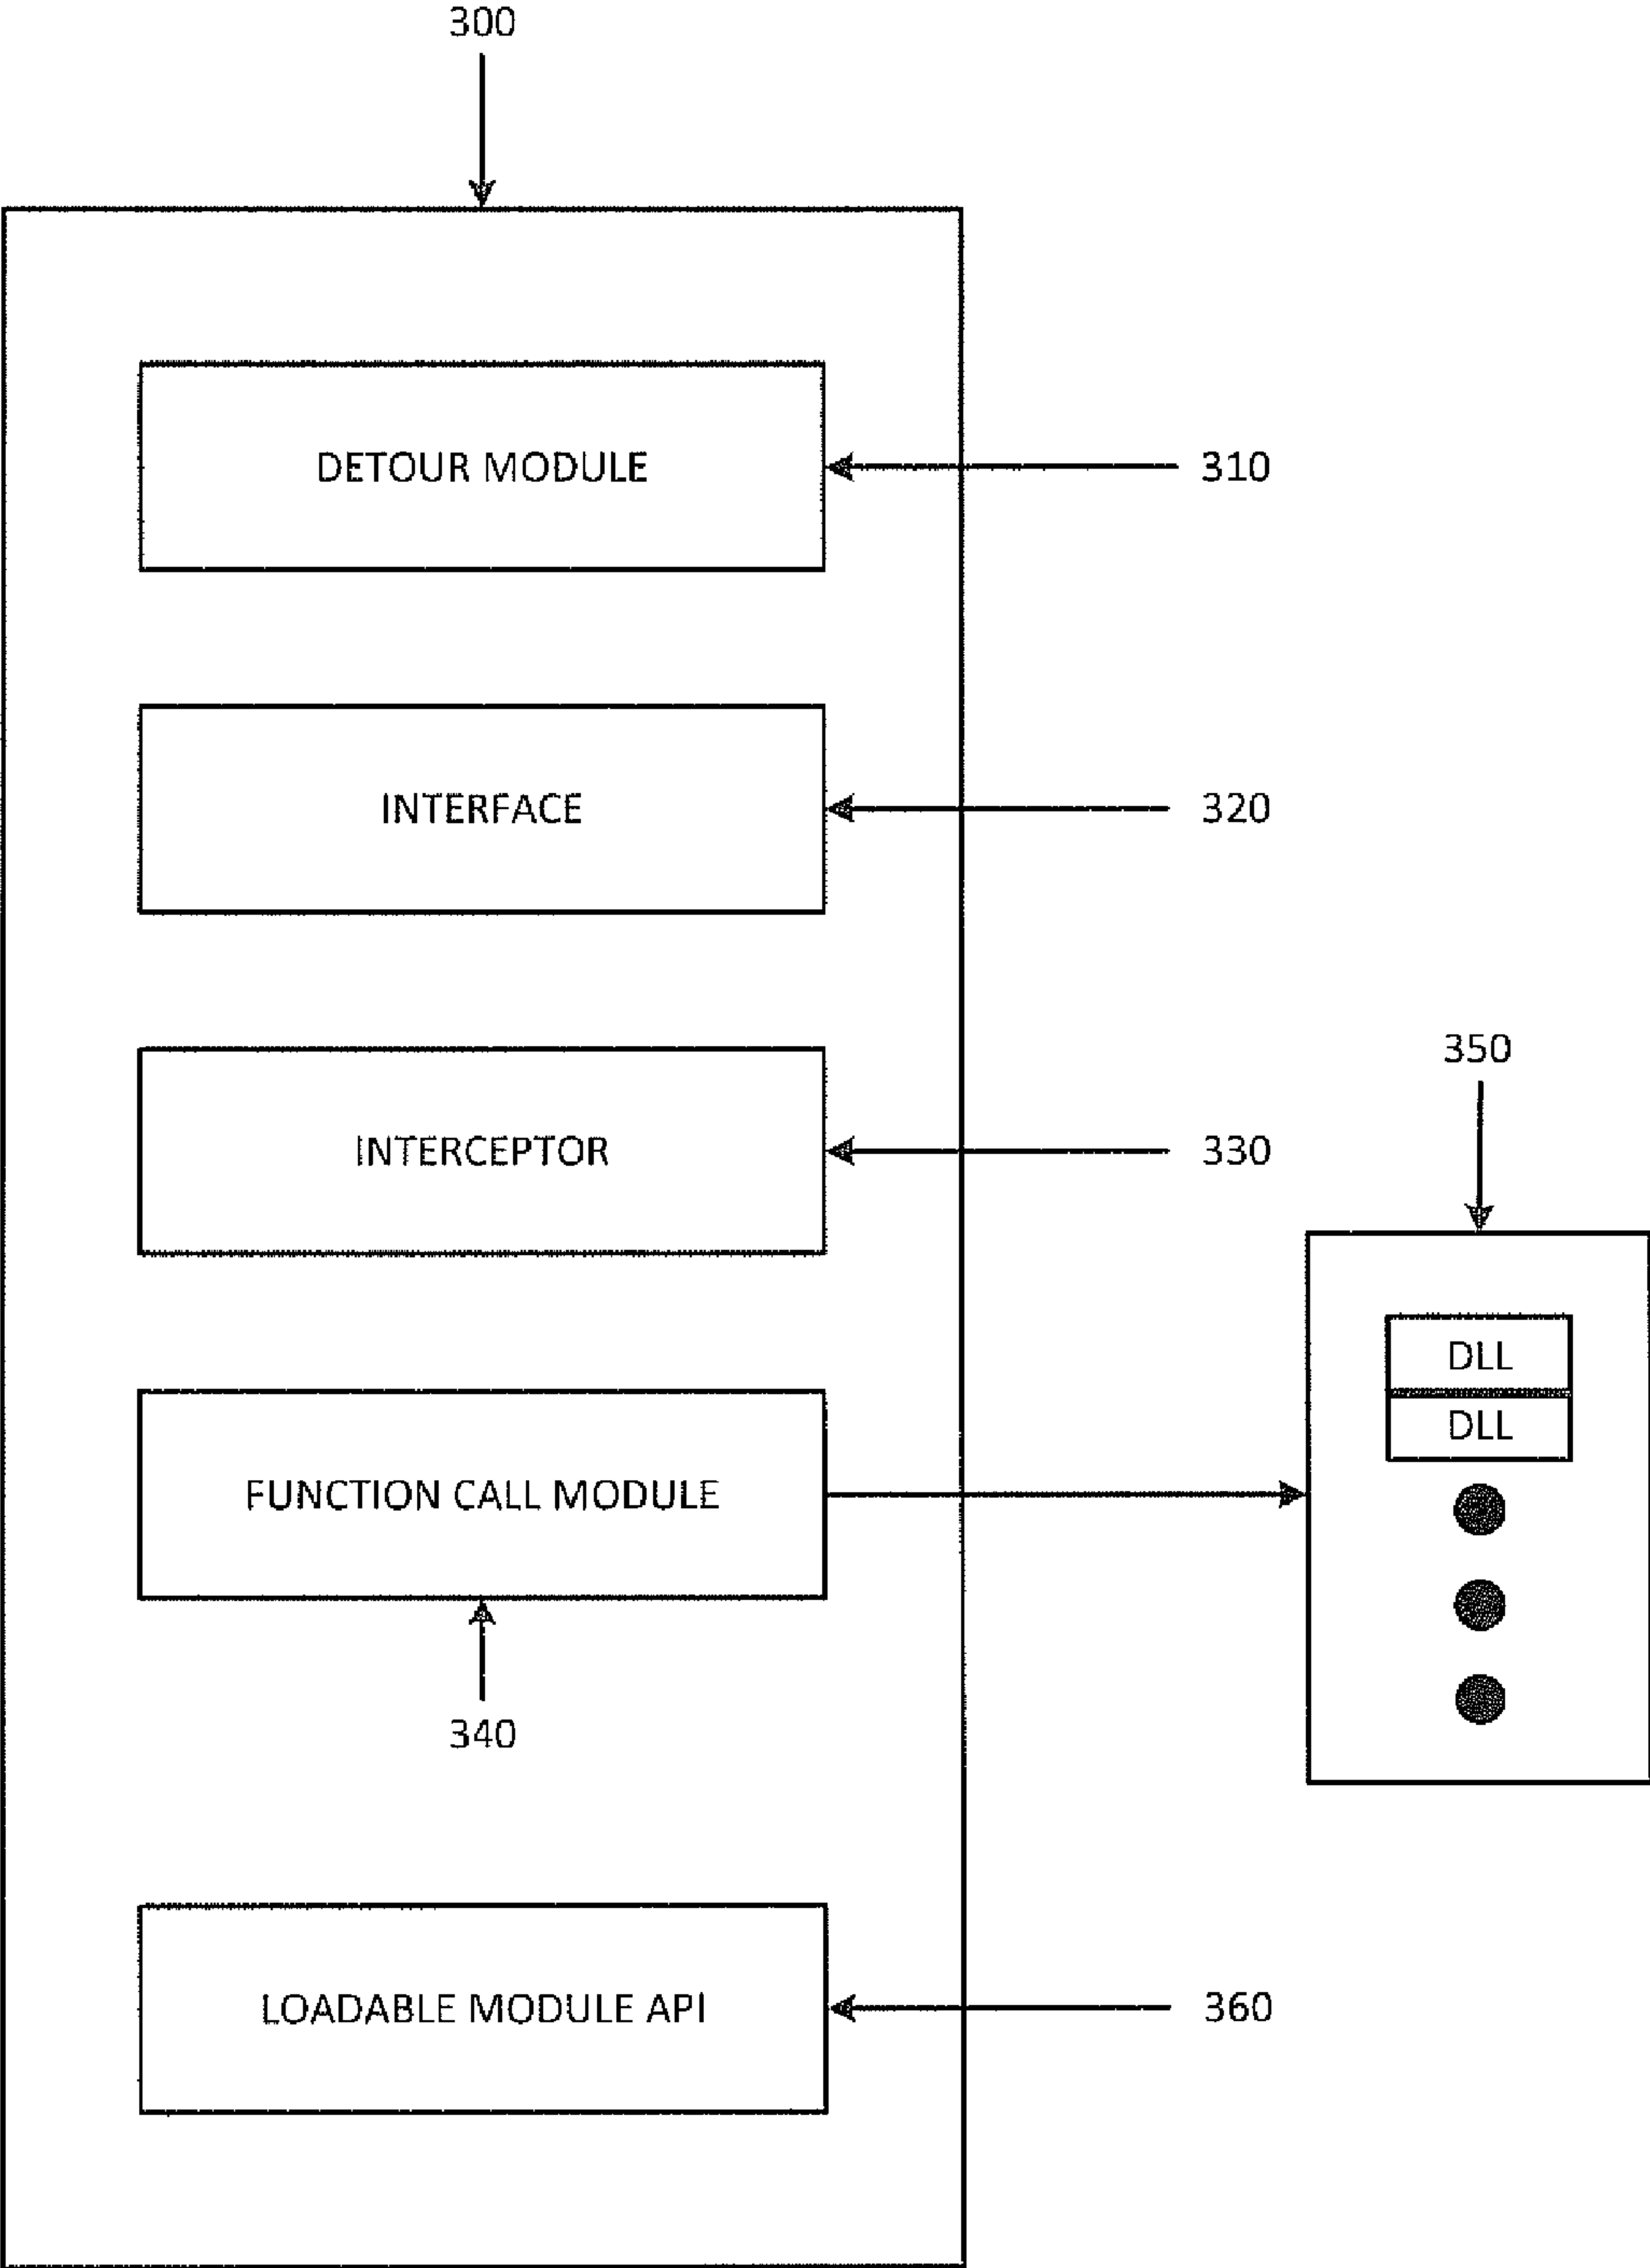 300
DETOUR MODULE
310
INTERFACE
320
INTERCEPTOR
330
350
DLL
DLL
FUNCTION CALL MODULE
340
LOADABLE MODULE API
360